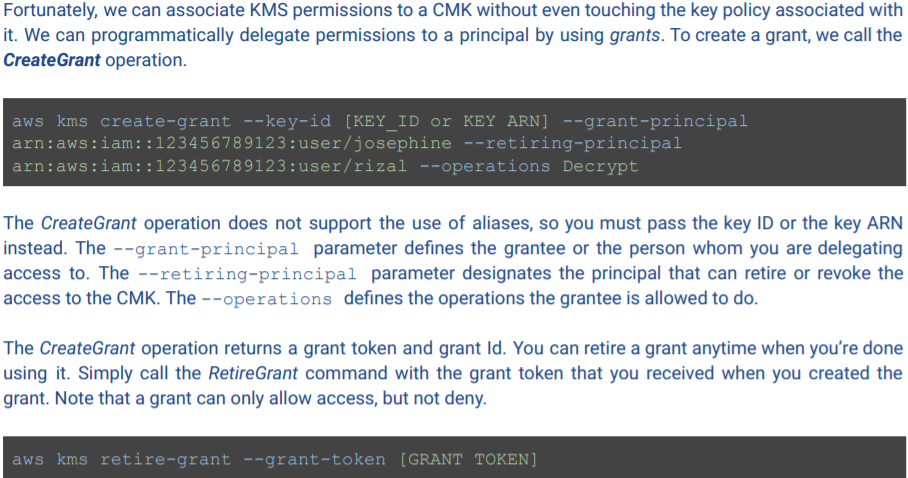 Fortunately, we can associate KMS permissions to a CMK without even touching the key policy associated with
it. We can programmatically delegate permissions to a principal by using grants. To create a grant, we call the
CreateGrant operation.
aws kms create-grant --key-id [KEY_ID or KEY ARN] --grant-principal
arn:aws:iam::123456789123:user/josephine --retiring-principal
arn:aws:iam::123456789123:user/rizal --operations Decrypt
The CreateGrant operation does not support the use of aliases, so you must pass the key ID or the key ARN
instead. The --grant-principal parameter defines the grantee or the person whom you are delegating
access to. The --retiring-principal parameter designates the principal that can retire or revoke the
access to the CMK. The --operations defines the operations the grantee is allowed to do.
The CreateGrant operation returns a grant token and grant Id. You can retire a grant anytime when you're done
using it. Simply call the RetireGrant command with the grant token that you received when you created the
grant. Note that a grant can only allow access, but not deny.
aws kms retire-grant --grant-token [GRANT TOKEN]